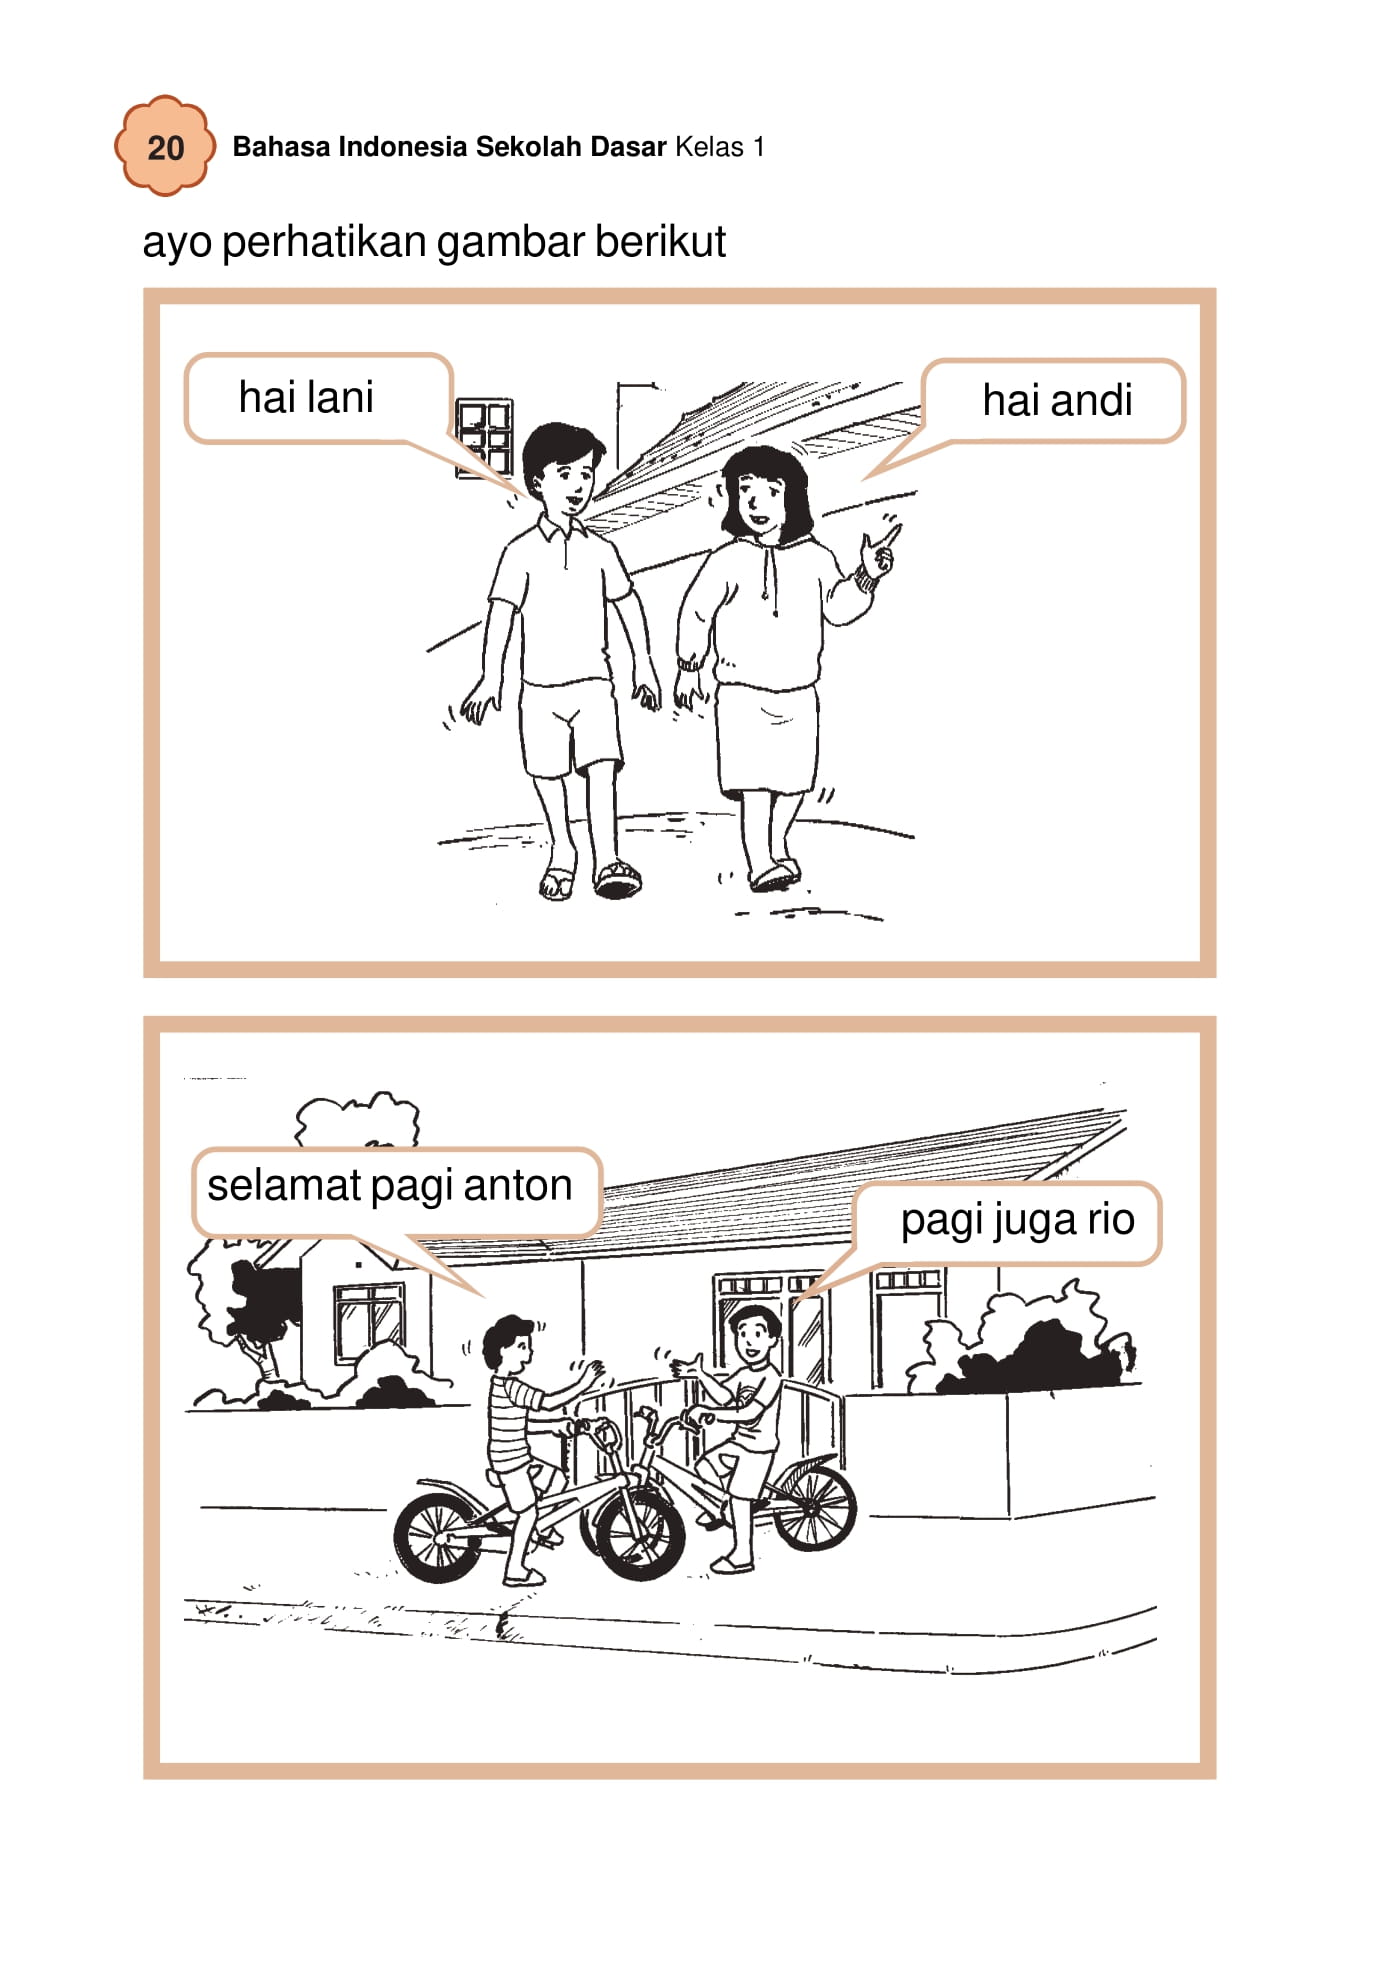 20
Bahasa Indonesia Sekolah Dasar Kelas 1
ayo perhatikan gambar berikut
hai lani
hai andi
selamat pagi anton
pagi juga rio